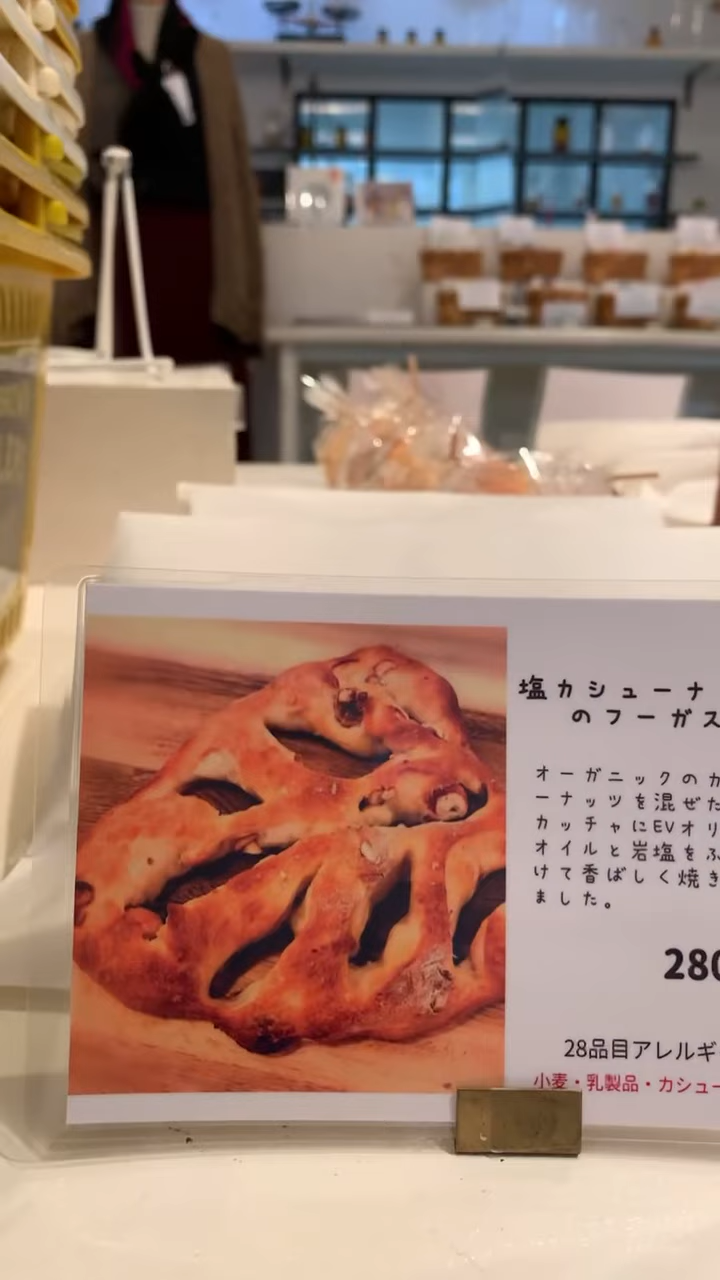 塩カシューナ
のフーガス
オーガニックのカ
ーナッツを混ぜた
カッチャにEVオリ
オイルと岩塩をふ
けて香ばしく焼き
ました。
280
28品目アレルギ
小麦・乳製品・カシュー